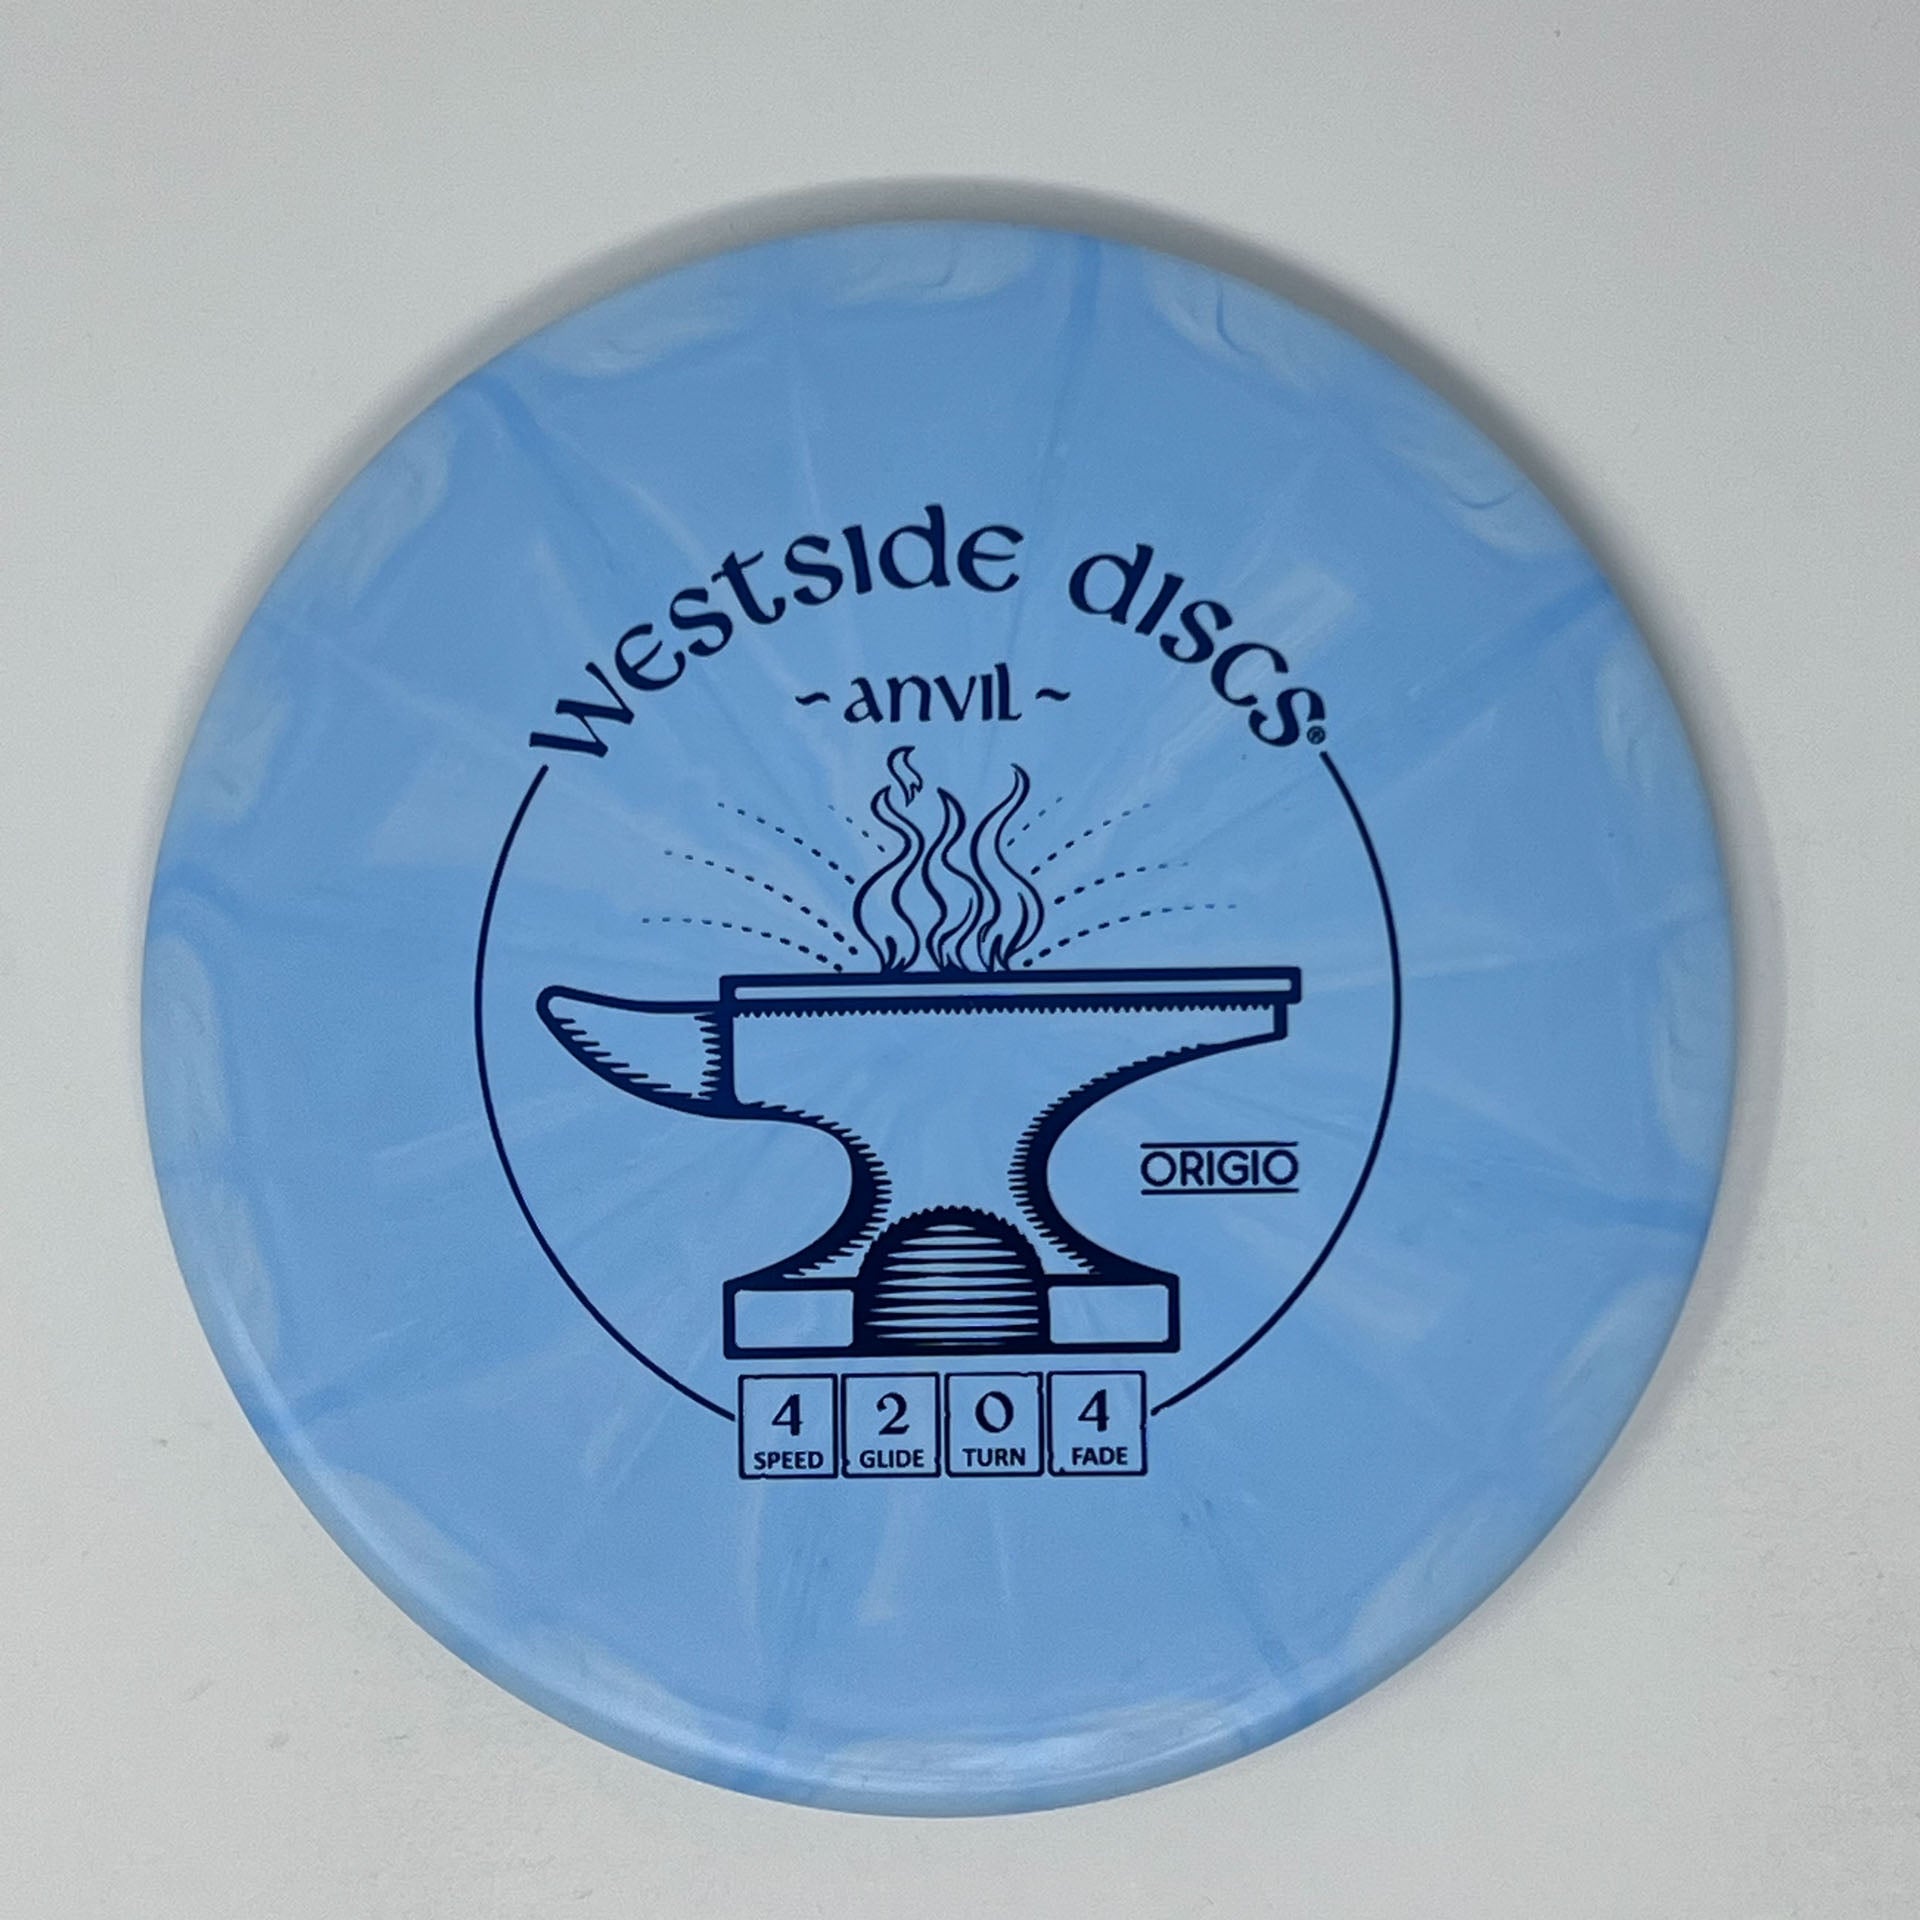 westside discs®
~anvil~
ORIGIO
4 2 0 4
SPEED GLIDE TURN FADE